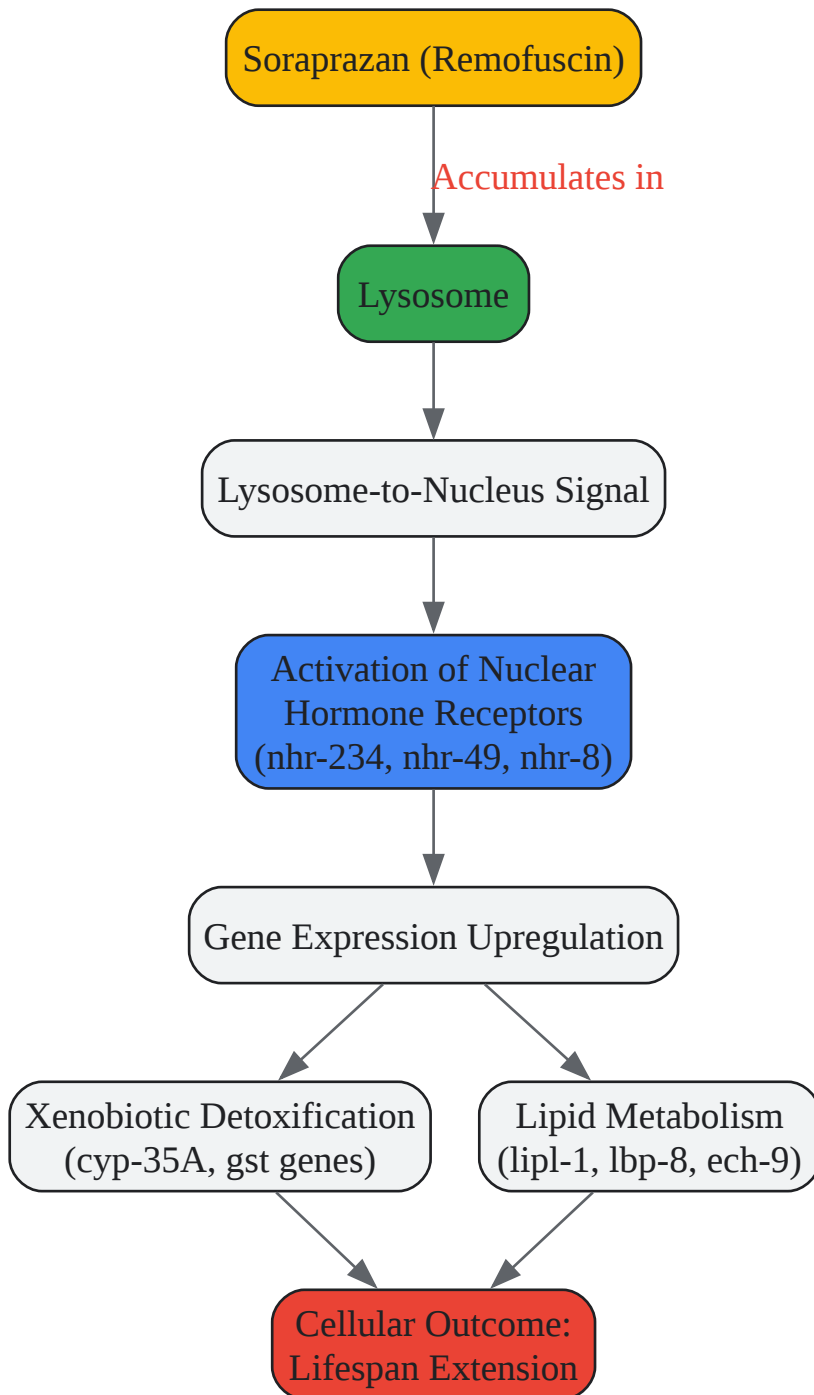 Soraprazan (Remofuscin)
Accumulates in
Lysosome
Lysosome-to-Nucleus Signal
Activation of Nuclear
Hormone Receptors
(nhr-234, nhr-49, nhr-8)
Gene Expression Upregulation
Xenobiotic Detoxification
(cyp-35A, gst genes)
Lipid Metabolism
(lipl-1, lbp-8, ech-9)
Cellular Outcome:
Lifespan Extension